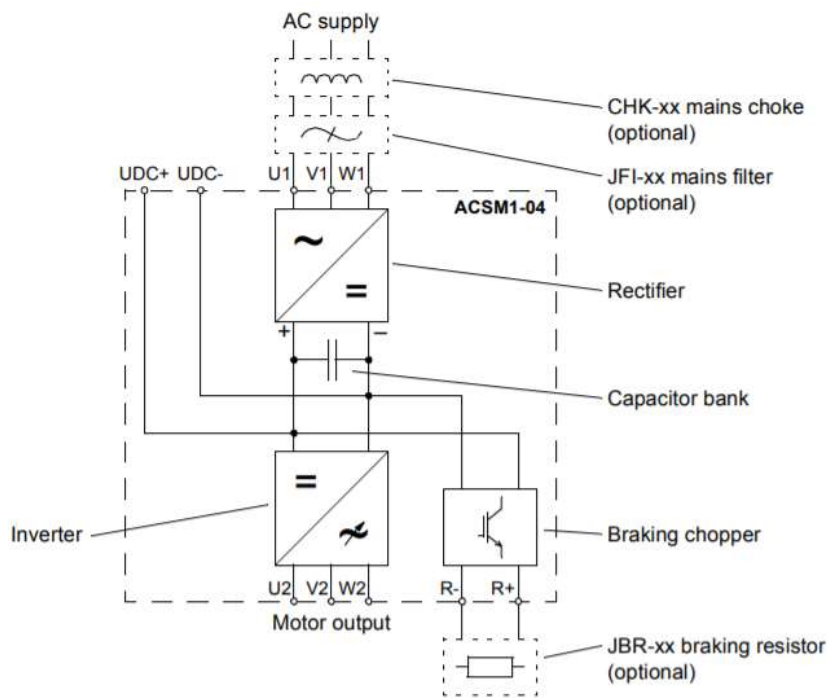 AC supply
CHK-xx mains choke
(optional)
JFI-xx mains filter
(optional)
UDC+ UDC- U1 V1 W1
ACSM1-04
Rectifier
+ –
Capacitor bank
Inverter
Braking chopper
U2 V2 W2 R- R+
Motor output
JBR-xx braking resistor
(optional)